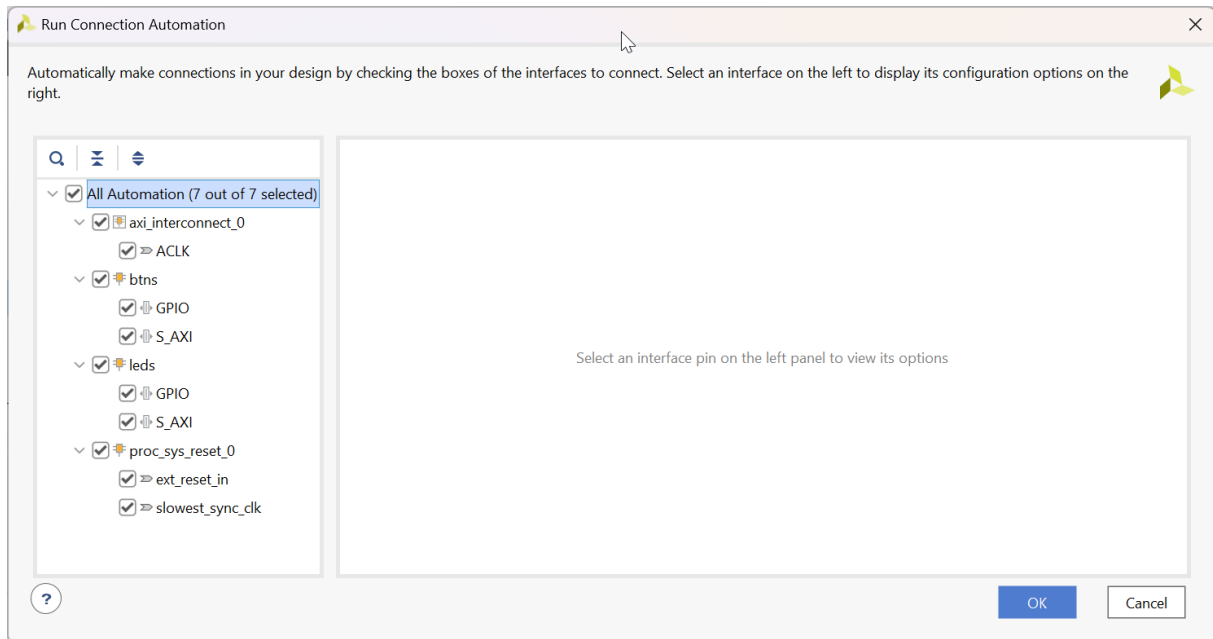 Run Connection Automation
Automatically make connections in your design by checking the boxes of the interfaces to connect. Select an interface on the left to display its configuration options on the
right.
All Automation (7 out of 7 selected)
axi_interconnect_0
ACLK
btns
GPIO
S_AXI
leds
GPIO
S_AXI
proc_sys_reset_0
ext_reset_in
slowest_sync_clk
Select an interface pin on the left panel to view its options
?
OK
Cancel